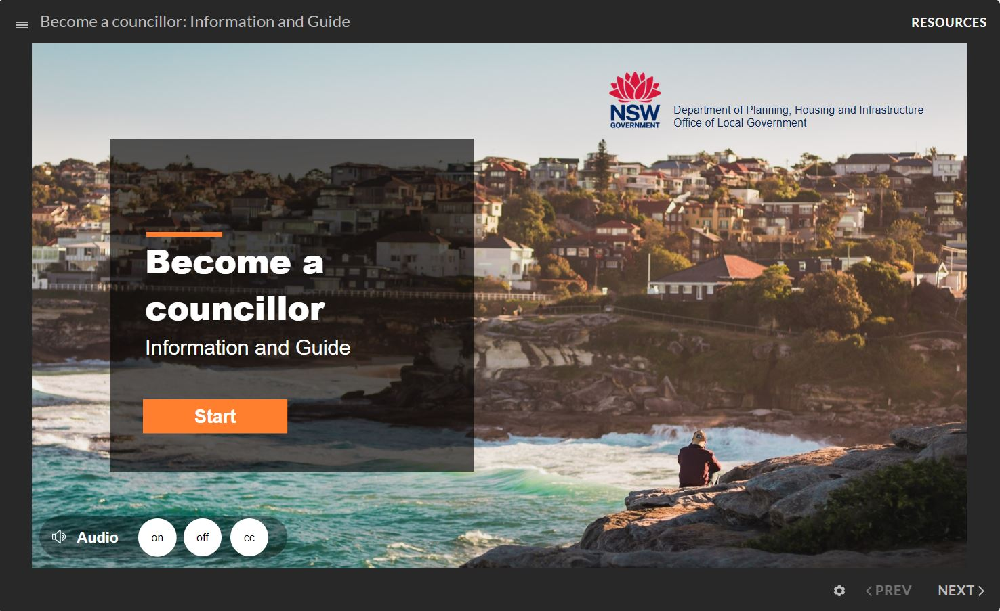 Become a councillor: Information and Guide
RESOURCES
NSW
GOVERNMENT
Department of Planning, Housing and Infrastructure
Office of Local Government
Become a
councillor
Information and Guide
Start
Audio
on
off
cc
PREV
NEXT